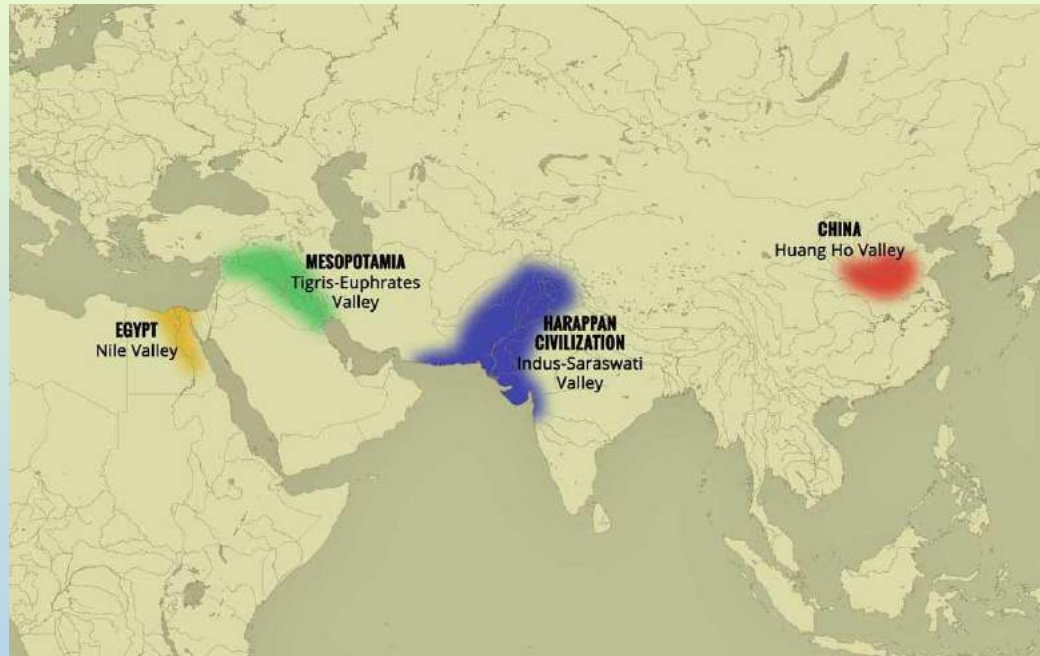 CHINA
Huang Ho Valley
MESOPOTAMIA
Tigris-Euphrates
Valley
EGYPT
Nile Valley
HARAPPAN
CIVILIZATION
Indus-Saraswati
Valley